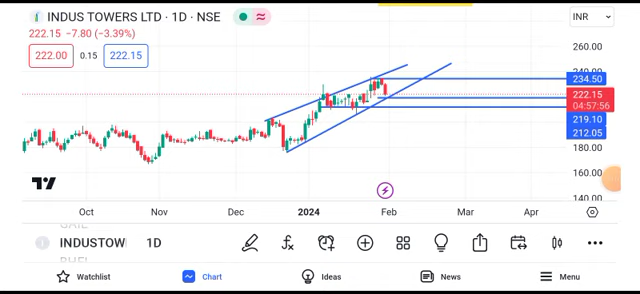 INDUS TOWERS LTD · 1D · NSE
INR
222.15 −7.80 (−3.39%)
222.00 0.15 222.15
260.00
234.50
222.15
04:57:56
219.10
212.05
180.00
160.00
140.00
Oct Nov Dec 2024 Feb Mar Apr
INDUSTOW 1D
Watchlist Chart Ideas News Menu